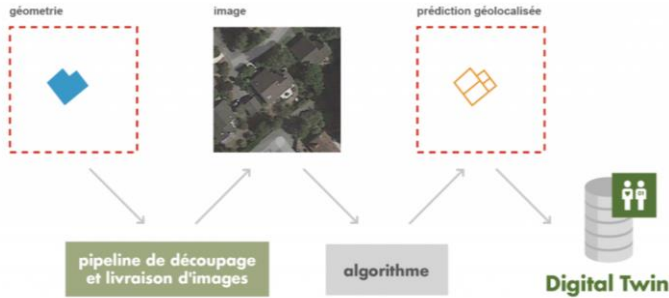 géometrie
image
prédiction géolocalisée
pipeline de découpage
et livraison d'images
algorithme
Digital Twin